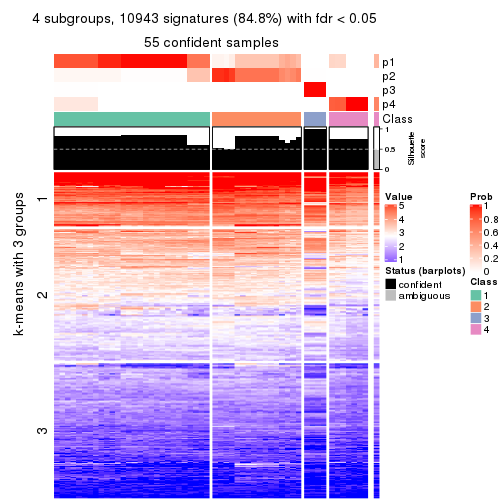 4 subgroups, 10943 signatures (84.8%) with fdr < 0.05
55 confident samples
p1
p2
p3
p4
Class
1
0.5
0
Silhouette
score
k-means with 3 groups
1
2
3
Value
5
4
3
2
1
Status (barplots)
confident
ambiguous
Prob
1
0.8
0.6
0.4
0.2
0
Class
1
2
3
4